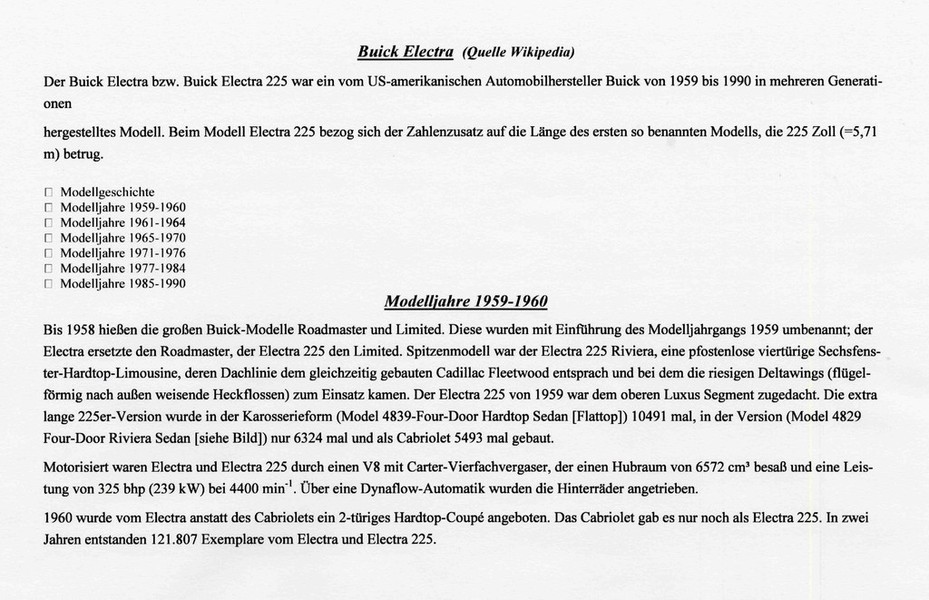 Buick Electra (Quelle Wikipedia)
Der Buick Electra bzw. Buick Electra 225 war ein vom US-amerikanischen Automobilhersteller Buick von 1959 bis 1990 in mehreren Generati-
onen
hergestelltes Modell. Beim Modell Electra 225 bezog sich der Zahlenzusatz auf die Länge des ersten so benannten Modells, die 225 Zoll (=5,71
m) betrug.
☐ Modellgeschichte
☐ Modelljahre 1959-1960
☐ Modelljahre 1961-1964
☐ Modelljahre 1965-1970
☐ Modelljahre 1971-1976
☐ Modelljahre 1977-1984
☐ Modelljahre 1985-1990
Modelljahre 1959-1960
Bis 1958 hießen die großen Buick-Modelle Roadmaster und Limited. Diese wurden mit Einführung des Modelljahrgangs 1959 umbenannt; der
Electra ersetzte den Roadmaster, der Electra 225 den Limited. Spitzenmodell war der Electra 225 Riviera, eine pfostenlose viertürige Sechsfens-
ter-Hardtop-Limousine, deren Dachlinie dem gleichzeitig gebauten Cadillac Fleetwood entsprach und bei dem die riesigen Deltawings (flügel-
förmig nach außen weisende Heckflossen) zum Einsatz kamen. Der Electra 225 von 1959 war dem oberen Luxus Segment zugedacht. Die extra
lange 225er-Version wurde in der Karosserieform (Model 4839-Four-Door Hardtop Sedan [Flattop]) 10491 mal, in der Version (Model 4829
Four-Door Riviera Sedan [siehe Bild]) nur 6324 mal und als Cabriolet 5493 mal gebaut.
Motorisiert waren Electra und Electra 225 durch einen V8 mit Carter-Vierfachvergaser, der einen Hubraum von 6572 cm³ besaß und eine Leis-
tung von 325 bhp (239 kW) bei 4400 min⁻¹. Über eine Dynaflow-Automatik wurden die Hinterräder angetrieben.
1960 wurde vom Electra anstatt des Cabriolets ein 2-türiges Hardtop-Coupé angeboten. Das Cabriolet gab es nur noch als Electra 225. In zwei
Jahren entstanden 121.807 Exemplare vom Electra und Electra 225.